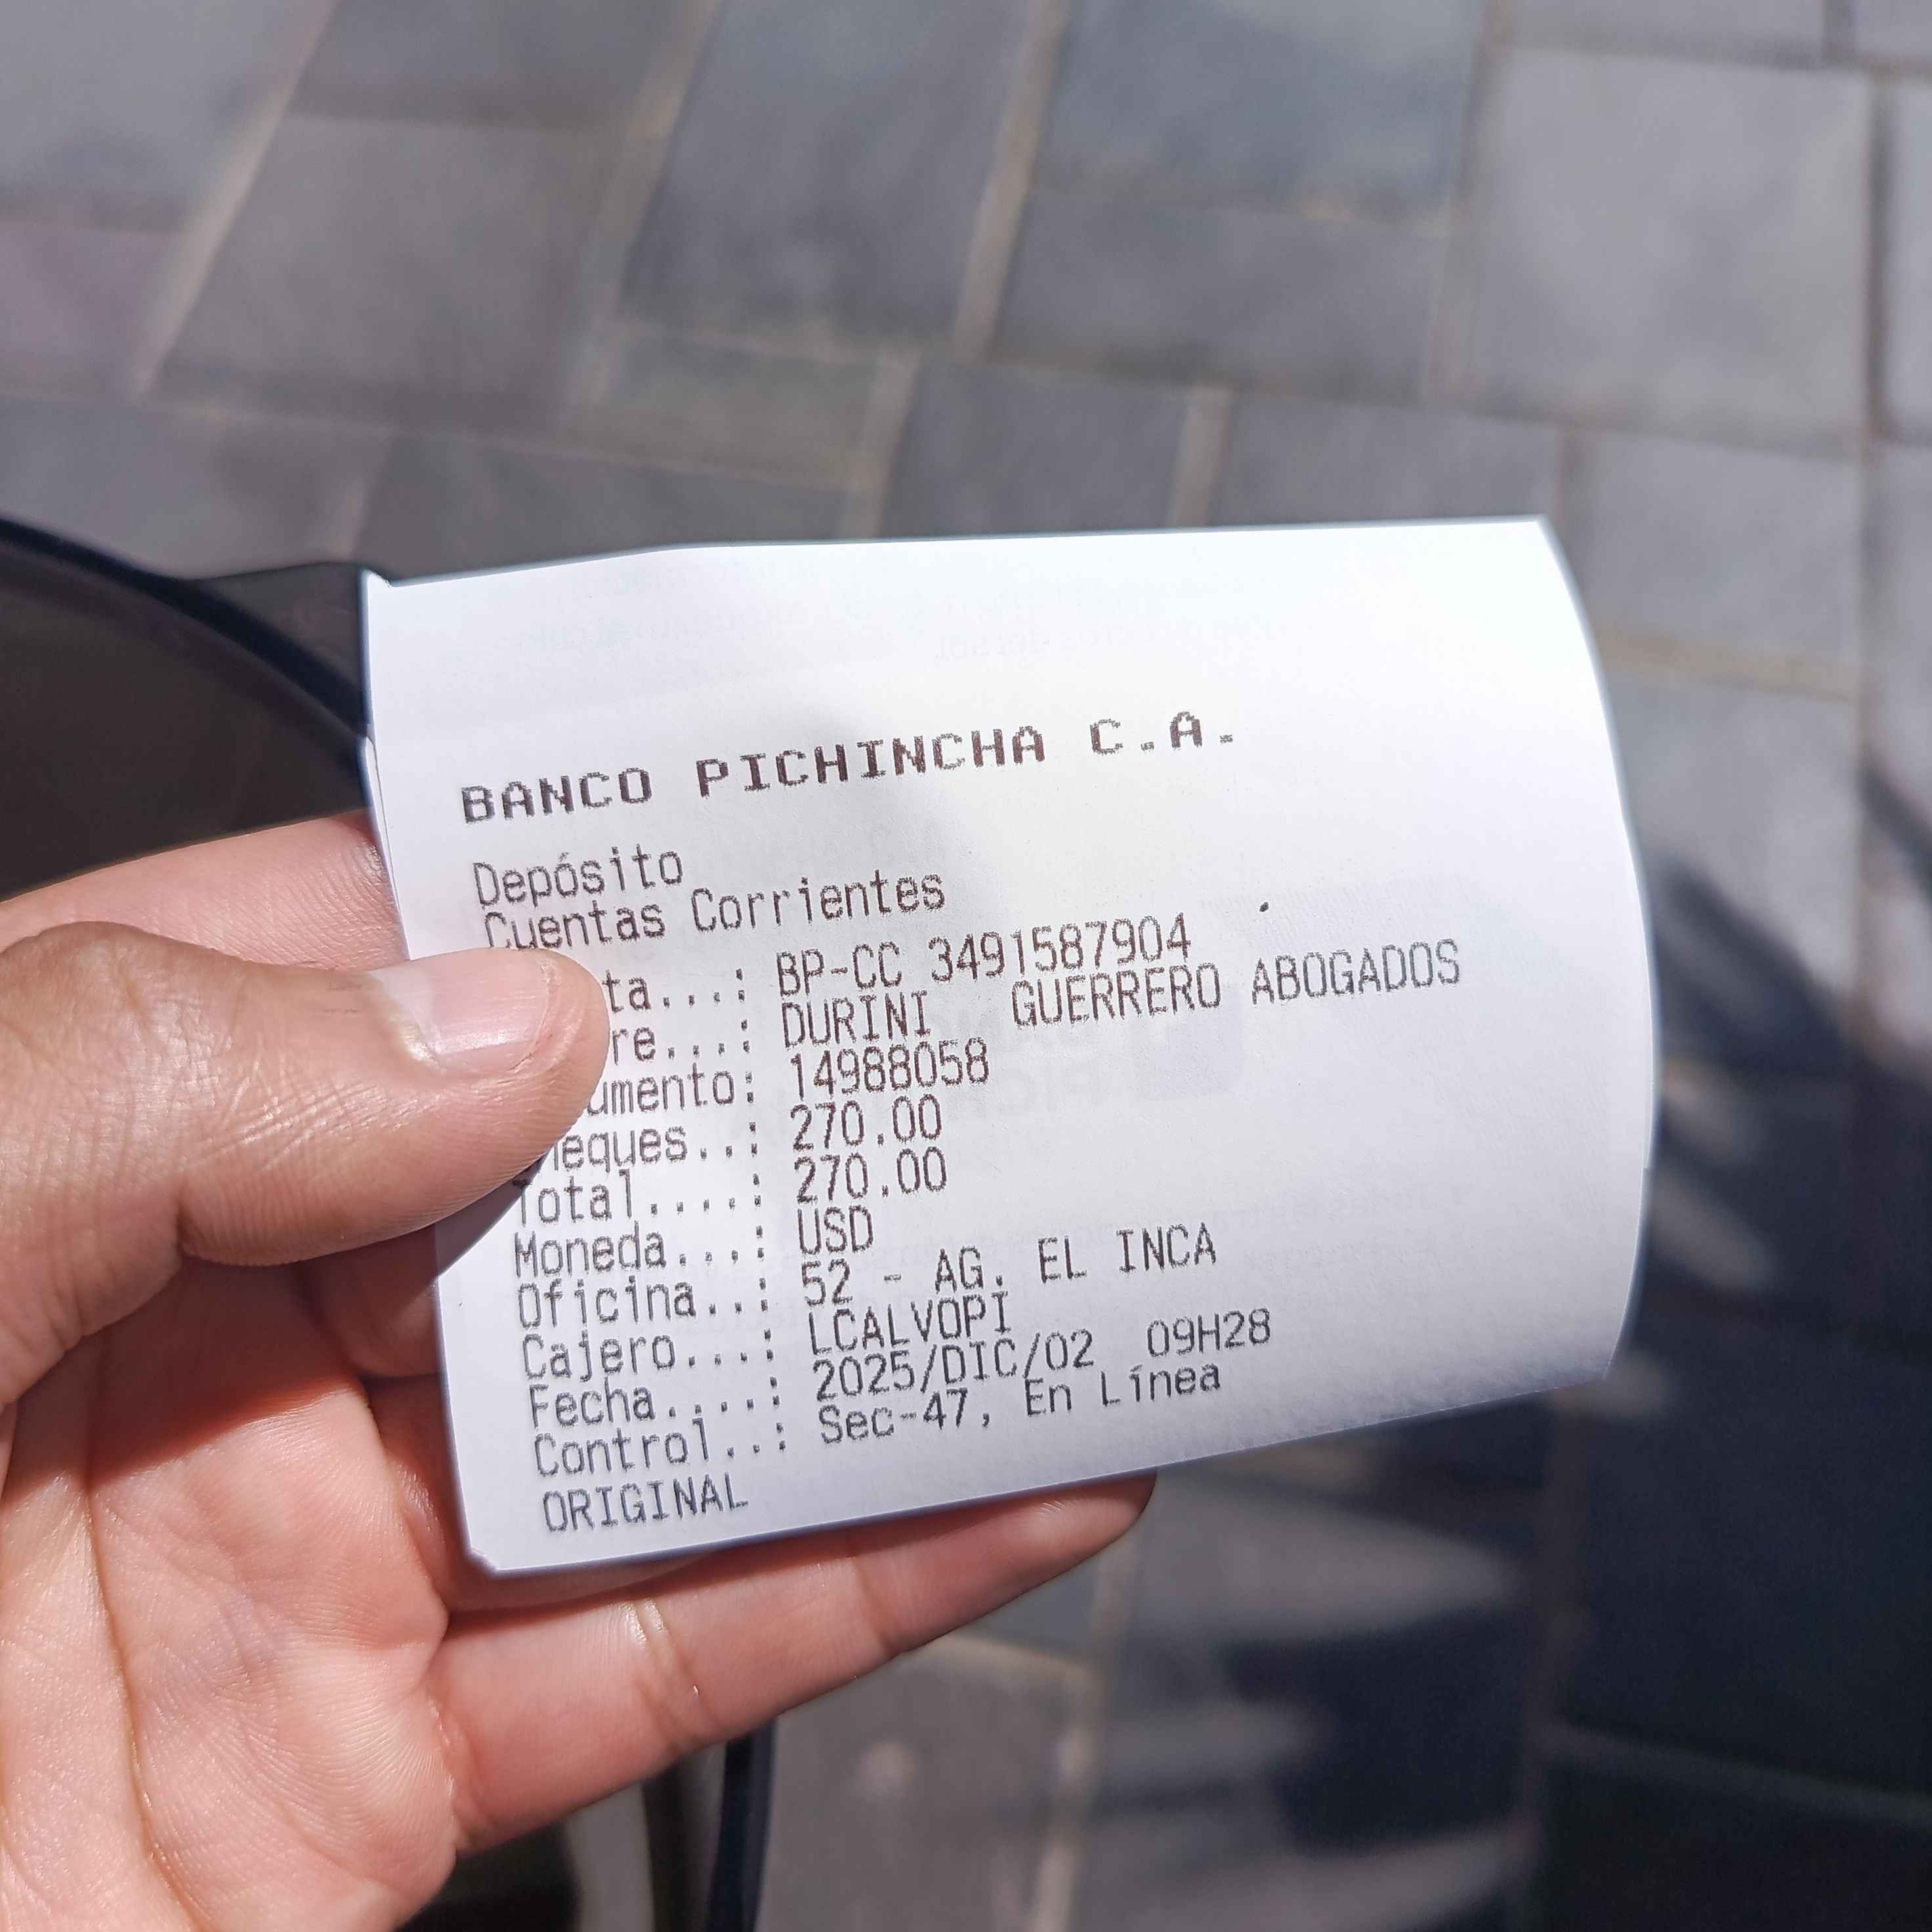 BANCO PICHINCHA C.A.
Depósito
Cuentas Corrientes
ta...: BP-CC 3491587904
re...: DURINI GUERRERO ABOGADOS
umento: 14988058
heques..: 270.00
Total....: 270.00
Moneda...: USD
Oficina..: 52 - AG. EL INCA
Cajero...: LCALVOPI
Fecha....: 2025/DIC/02 09H28
Control..: Sec-47, En Línea
ORIGINAL